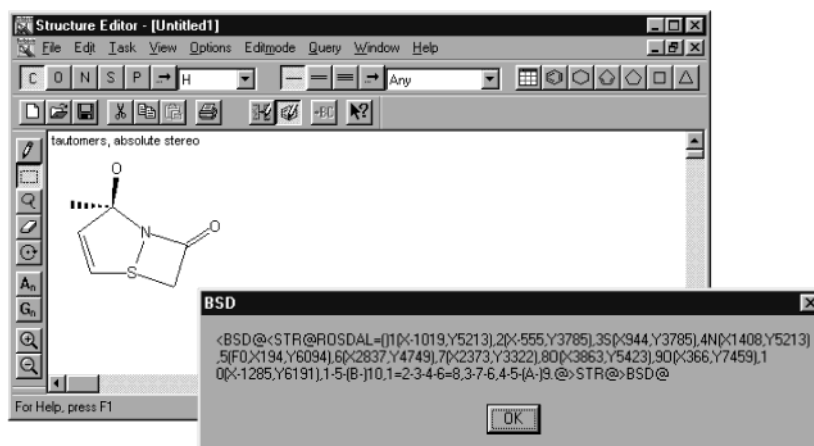 Structure Editor - [Untitled1]
File Edit Task View Options Editmode Query Window Help
C O N S P H Any
-BC
tautomers, absolute stereo
O
N
O
S
An
Gn
For Help, press F1
BSD
<BSD@<STR@ROSDAL=()1(X-1019,Y5213),2(X-555,Y3785),3S(X944,Y3785),4N(X1408,Y5213)
,5(F0,X194,Y6094),6(X2837,Y4749),7(X2373,Y3322),8O(X3863,Y5423),9O(X366,Y7459),1
0(X-1285,Y6191),1-5-(B-)10,1=2-3-4-6=8,3-7-6,4-5-(A-)9.@>STR@>BSD@
OK